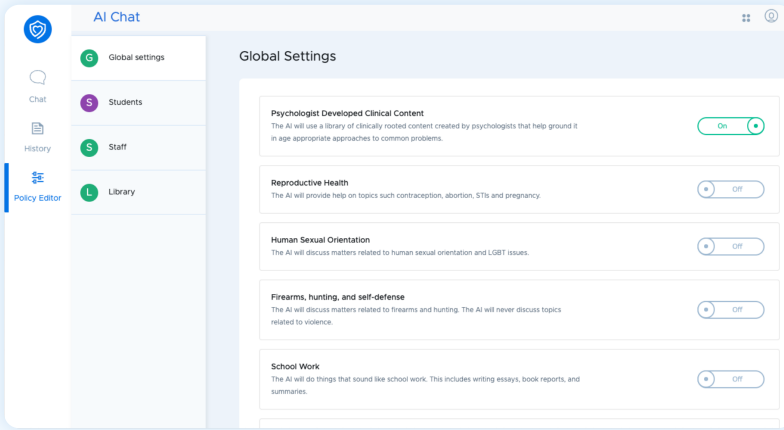 AI Chat
Chat
History
Policy Editor
G
Global settings
S
Students
S
Staff
L
Library
Global Settings
Psychologist Developed Clinical Content
The AI will use a library of clinically rooted content created by psychologists that help ground it
in age appropriate approaches to common problems.
On
Reproductive Health
The AI will provide help on topics such contraception, abortion, STIs and pregnancy.
Off
Human Sexual Orientation
The AI will discuss matters related to human sexual orientation and LGBT issues.
Off
Firearms, hunting, and self-defense
The AI will discuss matters related to firearms and hunting. The AI will never discuss topics
related to violence.
Off
School Work
The AI will do things that sound like school work. This includes writing essays, book reports, and
summaries.
Off